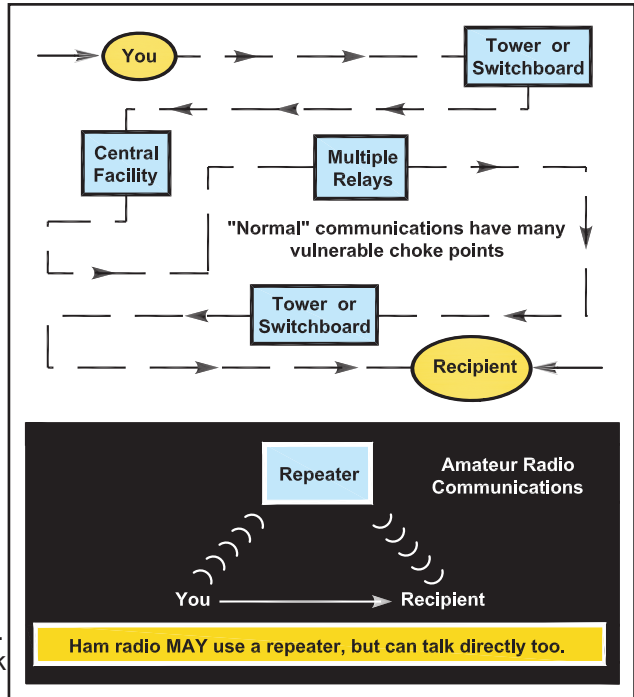 You
Tower or
Switchboard
Central
Facility
Multiple
Relays
"Normal" communications have many
vulnerable choke points
Tower or
Switchboard
Recipient
Repeater
Amateur Radio
Communications
You
Recipient
Ham radio MAY use a repeater, but can talk directly too.